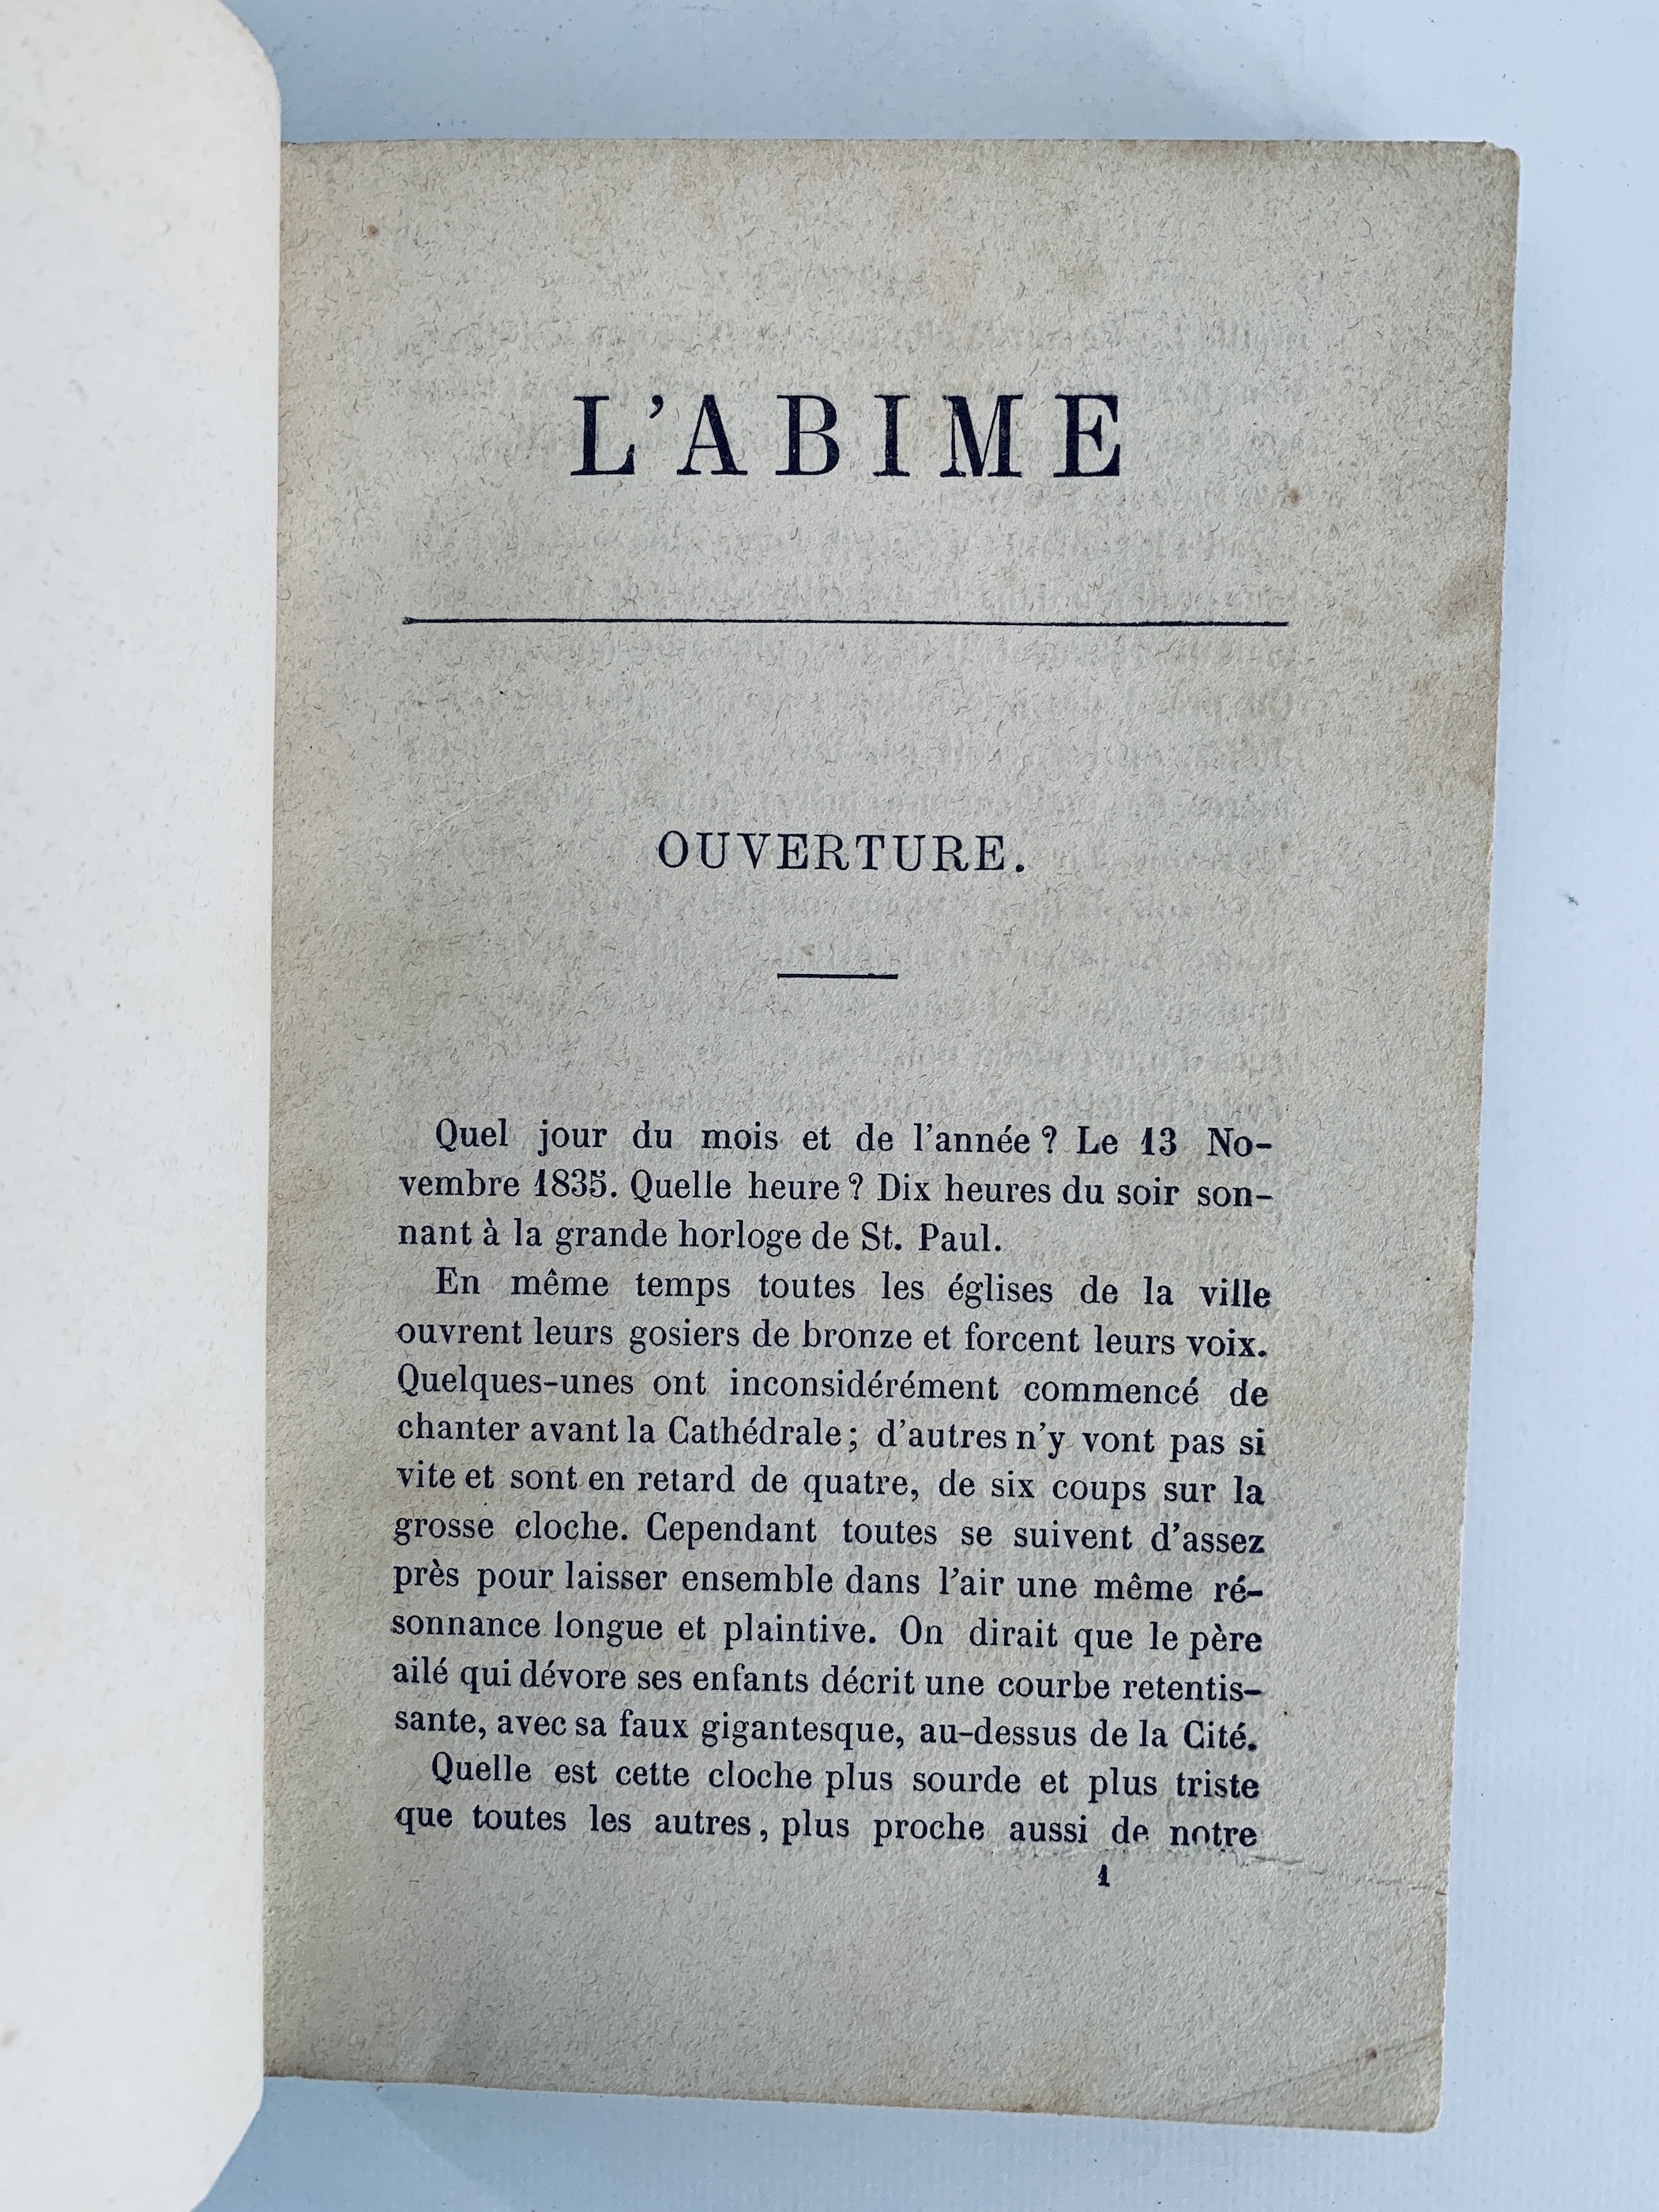 L'ABIME
OUVERTURE.
Quel jour du mois et de l'année ? Le 13 No-
vembre 1835. Quelle heure ? Dix heures du soir son-
nant à la grande horloge de St. Paul.
En même temps toutes les églises de la ville
ouvrent leurs gosiers de bronze et forcent leurs voix.
Quelques-unes ont inconsidérément commencé de
chanter avant la Cathédrale ; d'autres n'y vont pas si
vite et sont en retard de quatre, de six coups sur la
grosse cloche. Cependant toutes se suivent d'assez
près pour laisser ensemble dans l'air une même ré-
sonnance longue et plaintive. On dirait que le père
ailé qui dévore ses enfants décrit une courbe retentis-
sante, avec sa faux gigantesque, au-dessus de la Cité.
Quelle est cette cloche plus sourde et plus triste
que toutes les autres, plus proche aussi de notre
1